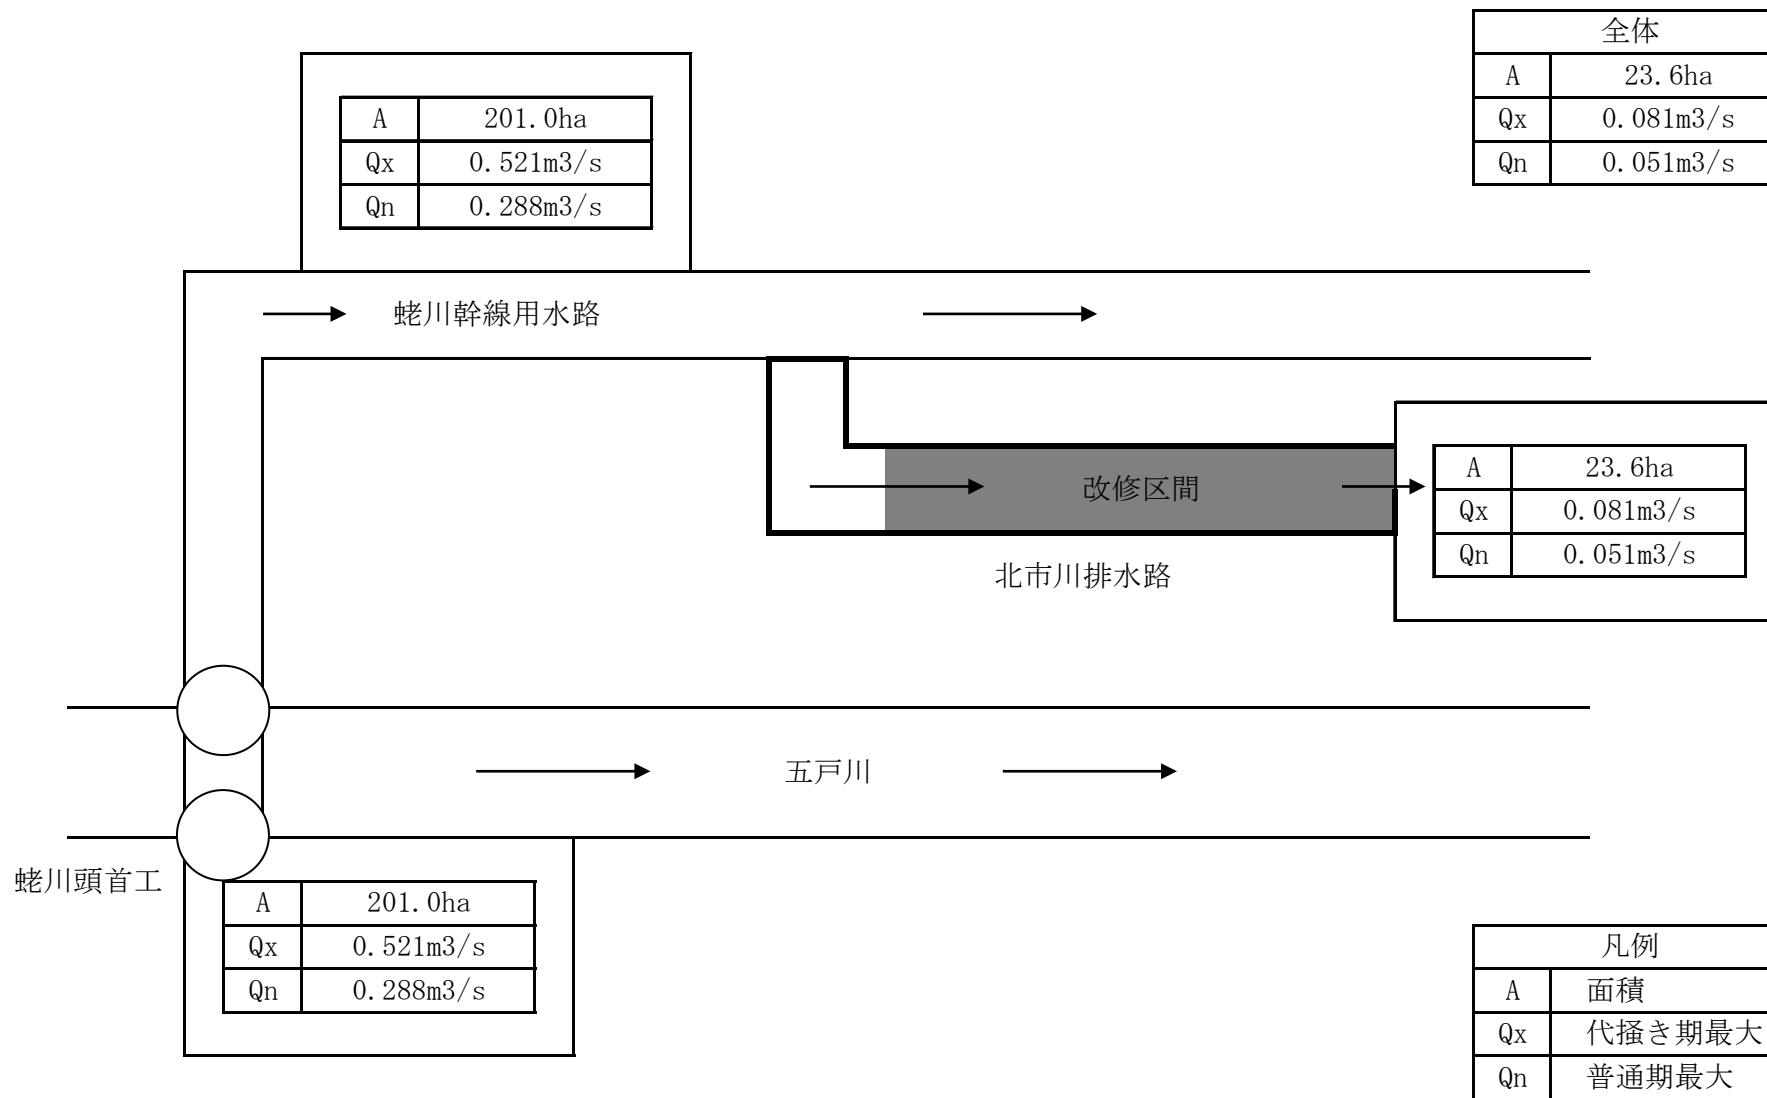 全体
A 23.6ha
Qx 0.081m3/s
Qn 0.051m3/s
A 201.0ha
Qx 0.521m3/s
Qn 0.288m3/s
蛯川幹線用水路
改修区間
A 23.6ha
Qx 0.081m3/s
Qn 0.051m3/s
北市川排水路
五戸川
蛯川頭首工
A 201.0ha
Qx 0.521m3/s
Qn 0.288m3/s
凡例
A 面積
Qx 代掻き期最大
Qn 普通期最大